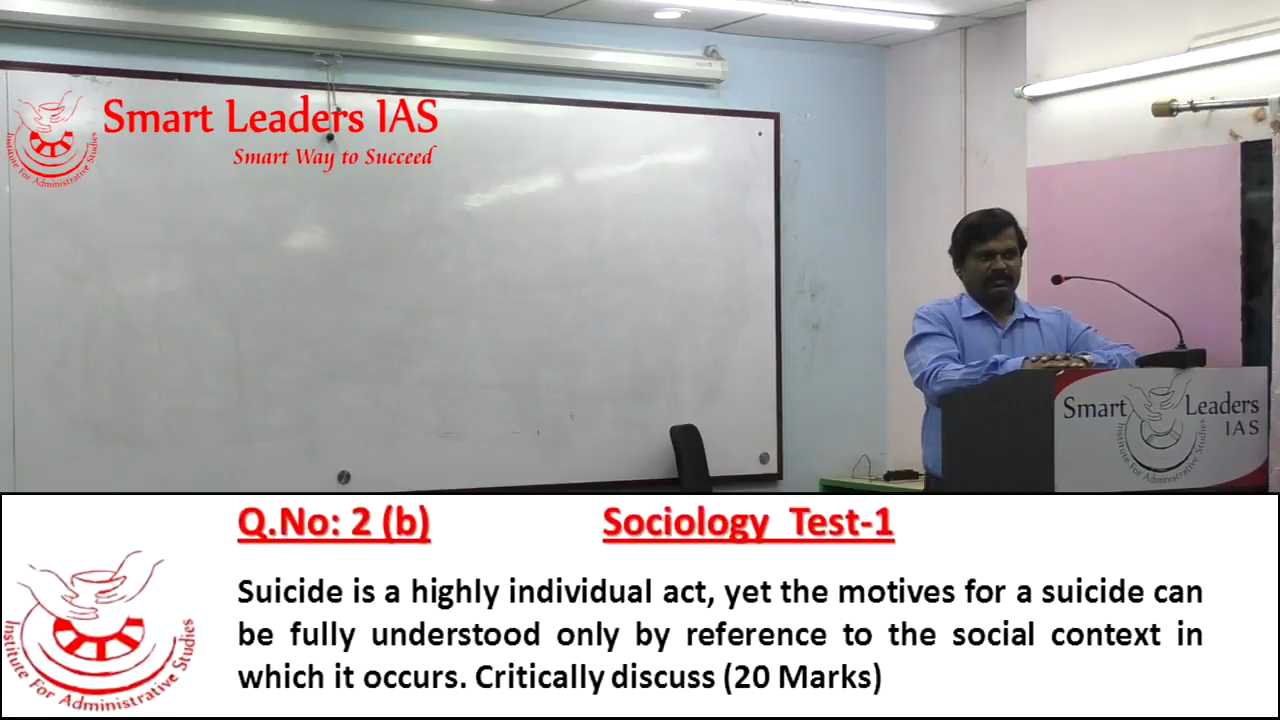 Smart Leaders IAS
Smart Way to Succeed
Institute For Administrative Studies
Smart Leaders
IAS
Institute For Administrative Studies
Q.No: 2 (b) Sociology Test-1
Suicide is a highly individual act, yet the motives for a suicide can
be fully understood only by reference to the social context in
which it occurs. Critically discuss (20 Marks)
Institute For Administrative Studies